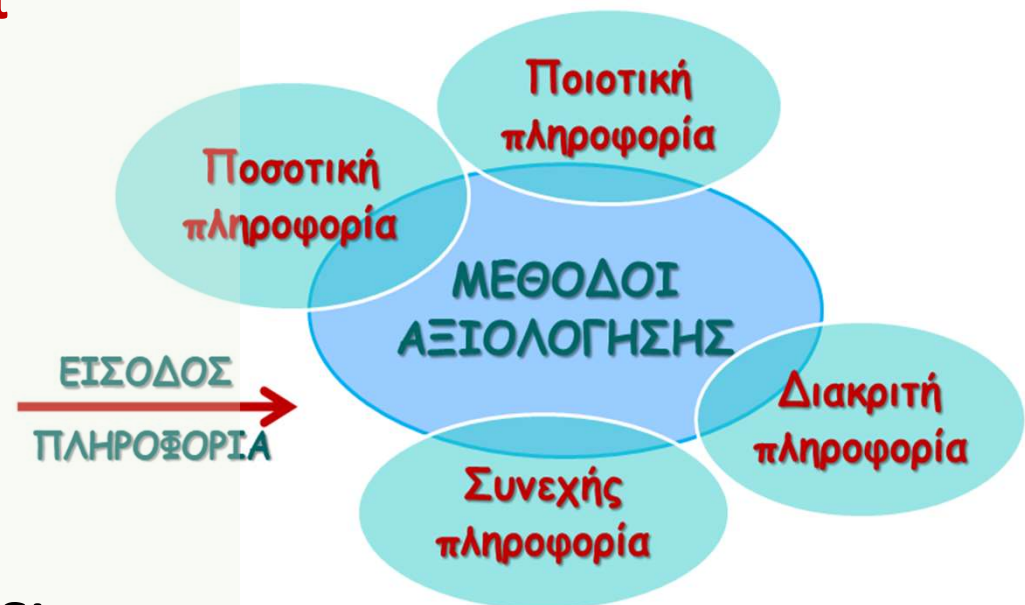 Ποιοτική
πληροφορία
Ποσοτική
πληροφορία
ΜΕΘΟΔΟΙ
ΑΞΙΟΛΟΓΗΣΗΣ
ΕΙΣΟΔΟΣ
ΠΛΗΡΟΦΟΡΙΑ
Διακριτή
πληροφορία
Συνεχής
πληροφορία